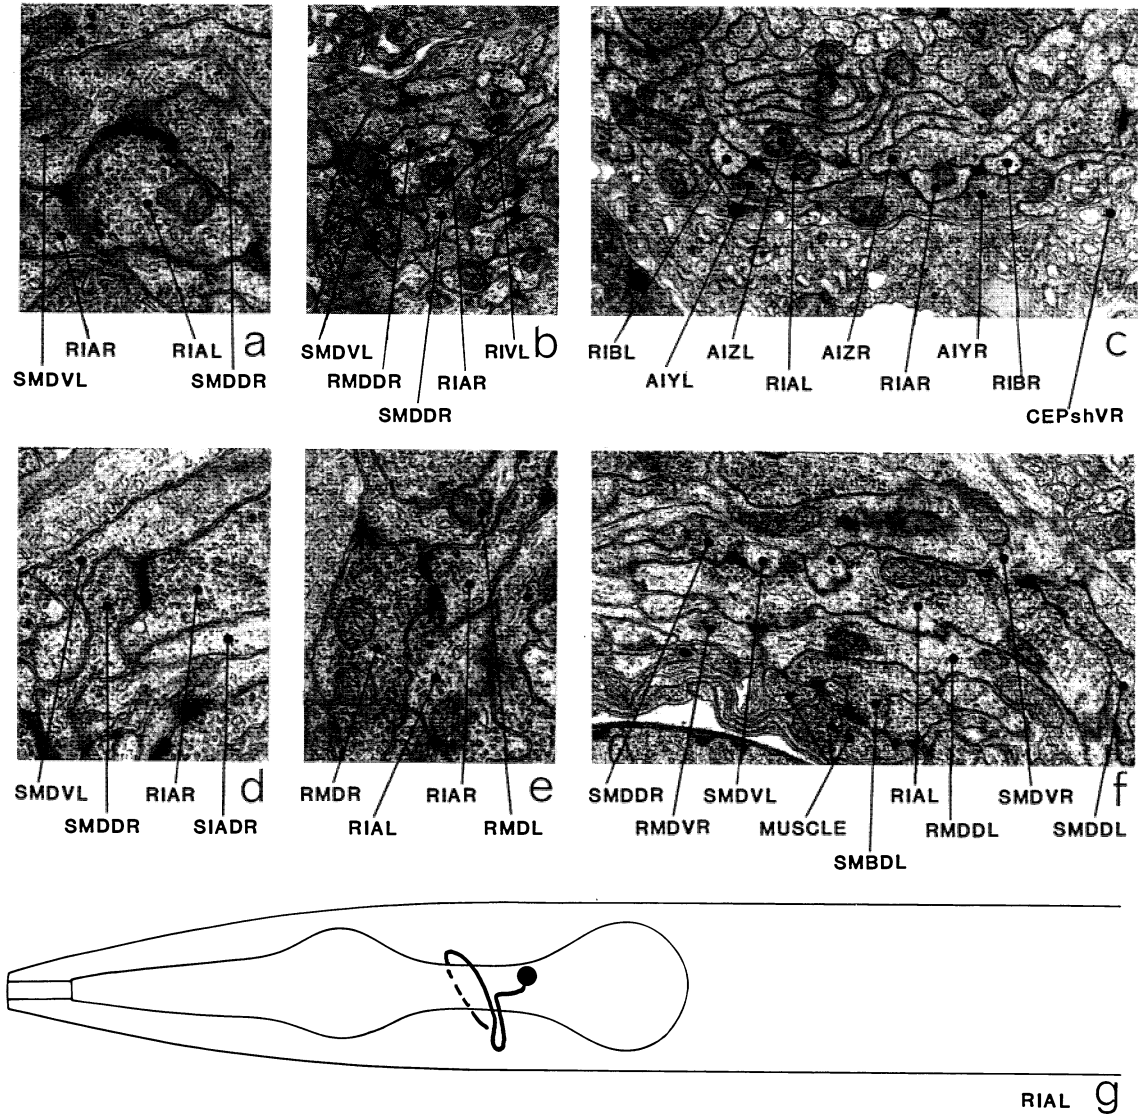 a
RIAR
RIAL
SMDVL
SMDDR
b
SMDVL
RIVL
RMDDR
RIAR
SMDDR
c
RIBL
AIZL
AIZR
AIYR
AIYL
RIAL
RIAR
RIBR
CEPshVR
d
SMDVL
RIAR
SMDDR
SIADR
e
RMDR
RIAR
RIAL
RMDL
f
SMDDR
SMDVL
RIAL
SMDVR
RMDVR
MUSCLE
RMDDL
SMDDL
SMBDL
RIAL
g